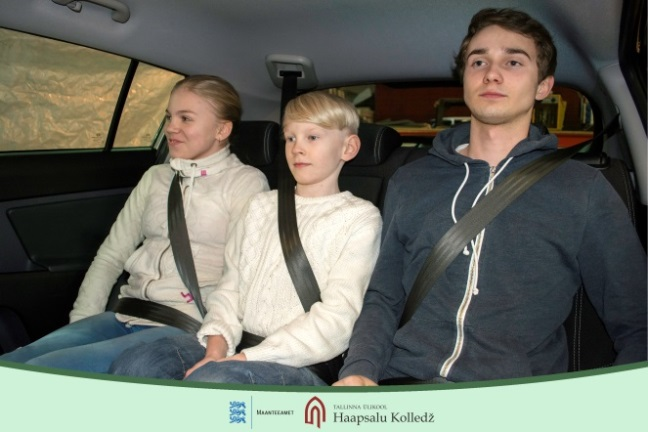 MAANTEEAMET
TALLINNA ÜLIKOOL
Haapsalu Kolledž